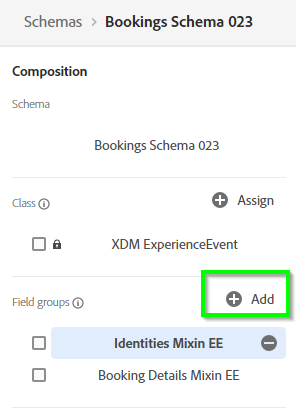 Schemas > Bookings Schema 023
Composition
Schema
Bookings Schema 023
Class
Assign
XDM ExperienceEvent
Field groups
Add
Identities Mixin EE
Booking Details Mixin EE